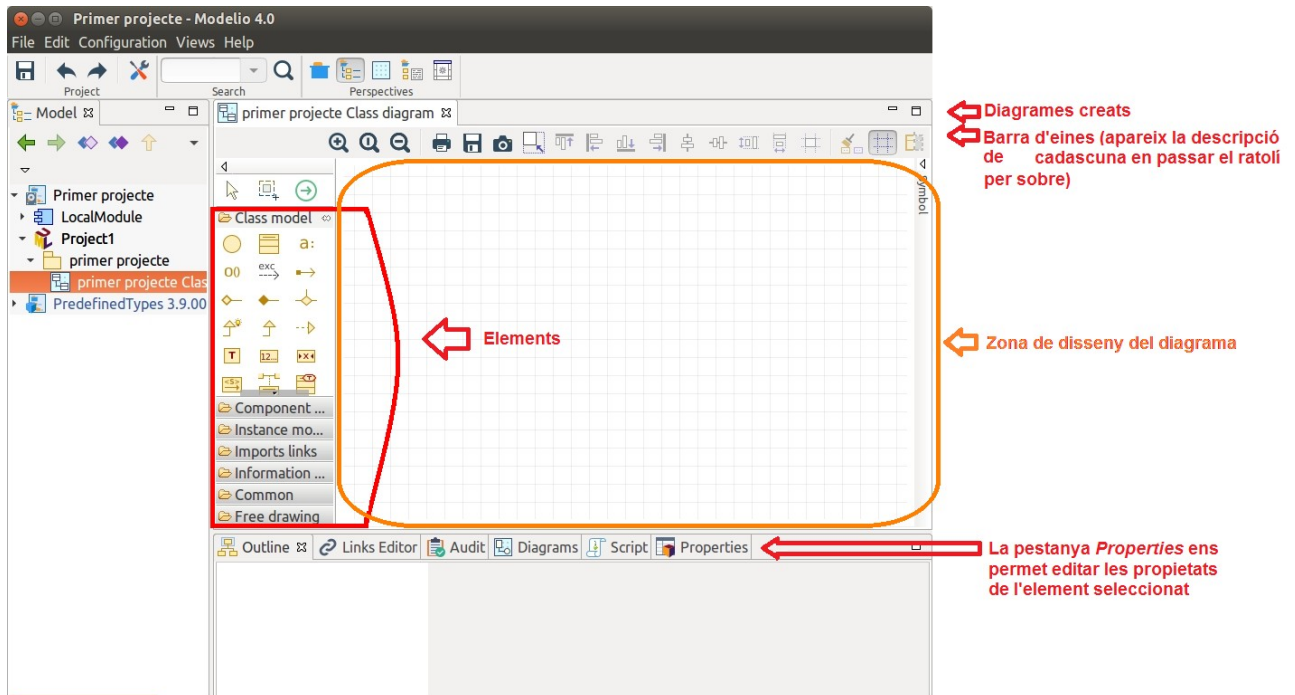 Primer projecte - Modelio 4.0
File Edit Configuration Views Help
Project
Search
Perspectives
Model
primer projecte Class diagram
Diagrames creats
Barra d'eines (apareix la descripció
de cadascuna en passar el ratolí
per sobre)
Symbol
Primer projecte
LocalModule
Project1
primer projecte
primer projecte Clas
PredefinedTypes 3.9.00
Class model
a:
00
exc
T
12...
X
<S>
Component ...
Instance mo...
Imports links
Information ...
Common
Free drawing
Elements
Zona de disseny del diagrama
Outline
Links Editor
Audit
Diagrams
Script
Properties
La pestanya Properties ens
permet editar les propietats
de l'element seleccionat